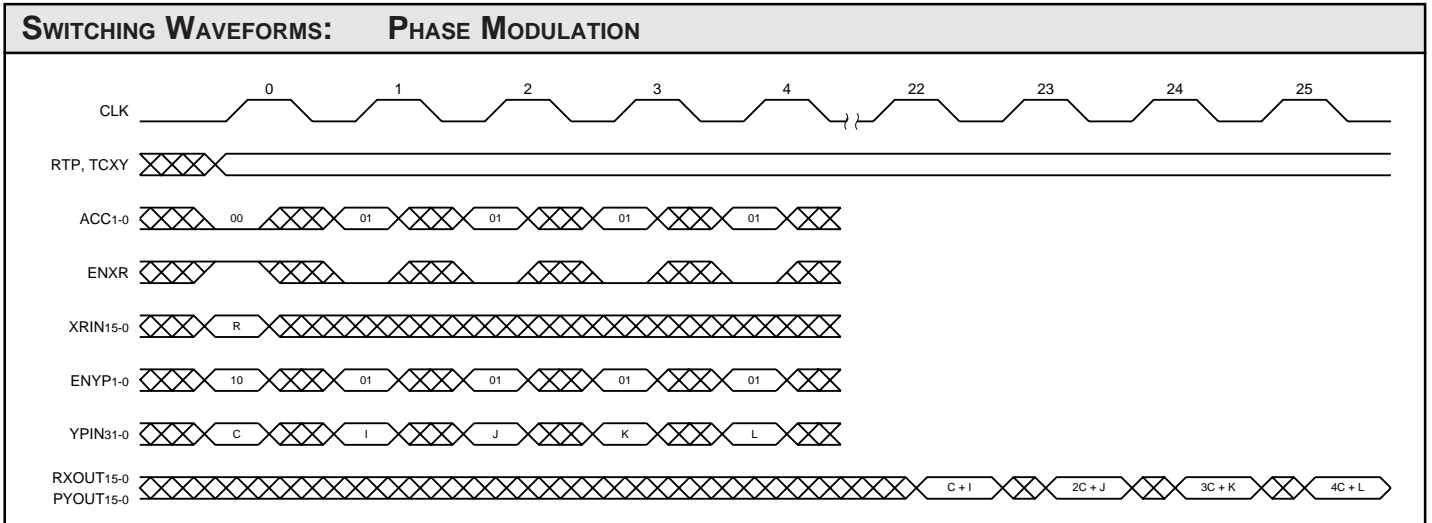 SWITCHING WAVEFORMS: PHASE MODULATION
0 1 2 3 4 22 23 24 25
CLK
RTP, TCXY
ACC1-0 00 01 01 01 01
ENXR
XRIN15-0 R
ENYP1-0 10 01 01 01 01
YPIN31-0 C I J K L
RXOUT15-0
PYOUT15-0
C + I 2C + J 3C + K 4C + L